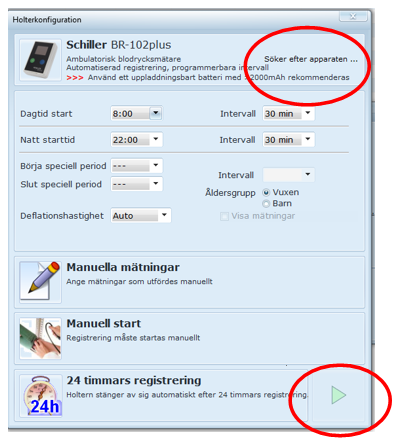 Holterkonfiguration
Schiller BR-102plus
Ambulatorisk blodrycksmätare
Söker efter apparaten ...
Automatiserad registrering, programmerbara intervall
>>> Använd ett uppladdningsbart batteri med >2000mAh rekommenderas
Dagtid start 8:00 Intervall 30 min
Natt starttid 22:00 Intervall 30 min
Börja speciell period ---
Slut speciell period ---
Intervall
Åldersgrupp Vuxen
Barn
Deflationshastighet Auto
Visa mätningar
Manuella mätningar
Ange mätningar som utfördes manuellt
Manuell start
Registrering måste startas manuellt
24 timmars registrering
Holtern stänger av sig automatiskt efter 24 timmars registrering.
24h